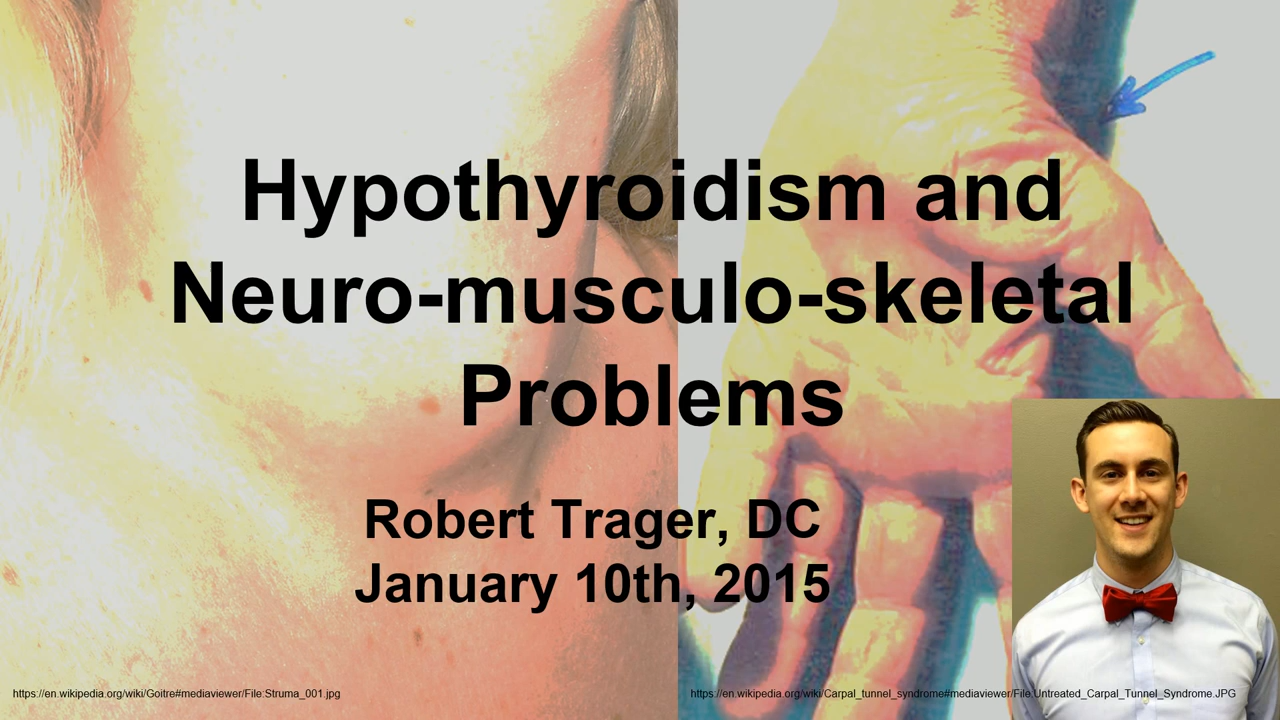 Hypothyroidism and
Neuro-musculo-skeletal
Problems
Robert Trager, DC
January 10th, 2015
https://en.wikipedia.org/wiki/Goitre#mediaviewer/File:Struma_001.jpg
https://en.wikipedia.org/wiki/Carpal_tunnel_syndrome#mediaviewer/File:Untreated_Carpal_Tunnel_Syndrome.JPG